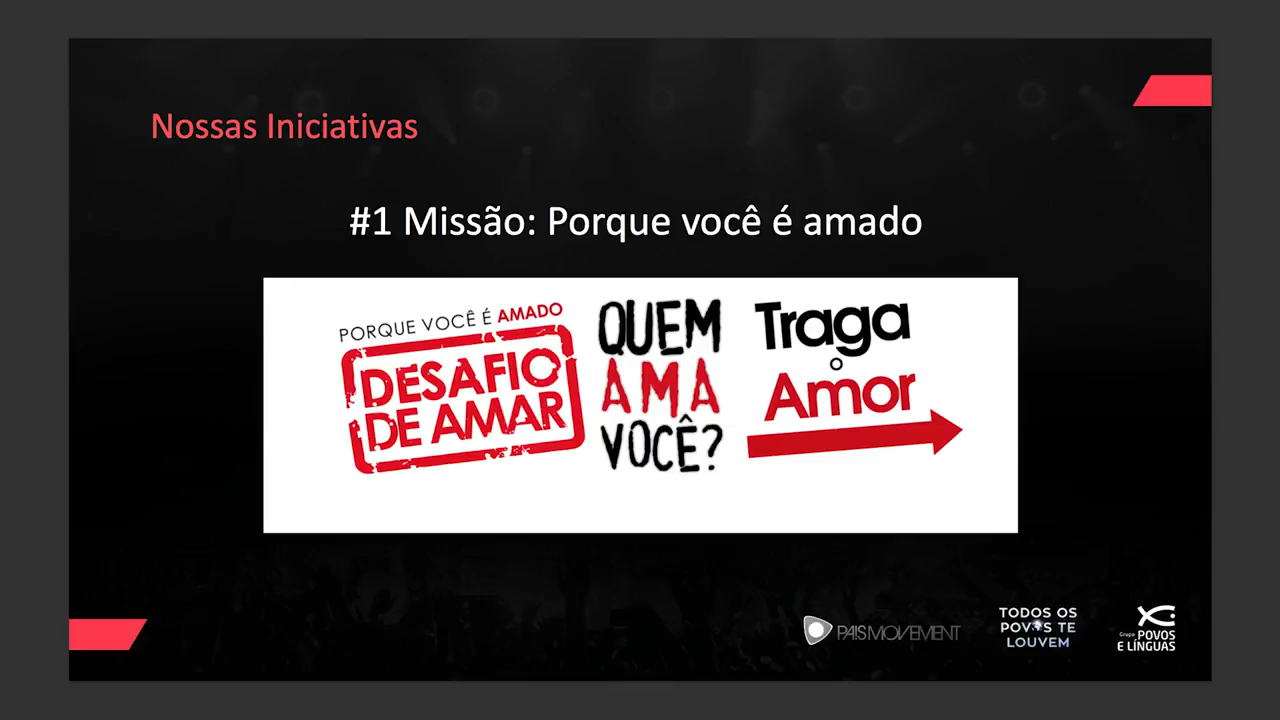 Nossas Iniciativas
#1 Missão: Porque você é amado
PORQUE VOCÊ É AMADO
DESAFIO
DE AMAR
QUEM
AMA
VOCÊ?
Traga
o
Amor
PAIS MOVEMENT
TODOS OS
POVOS TE
LOUVEM
Grupo POVOS
E LÍNGUAS